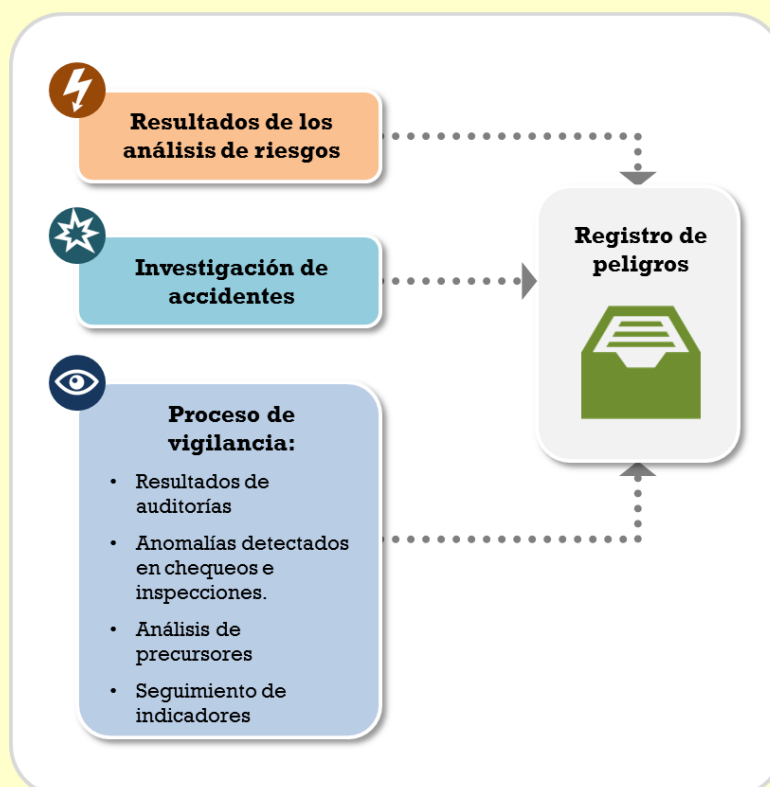 Resultados de los
análisis de riesgos
Investigación de
accidentes
Proceso de
vigilancia:
• Resultados de
auditorías
• Anomalías detectados
en chequeos e
inspecciones.
• Análisis de
precursores
• Seguimiento de
indicadores
Registro de
peligros